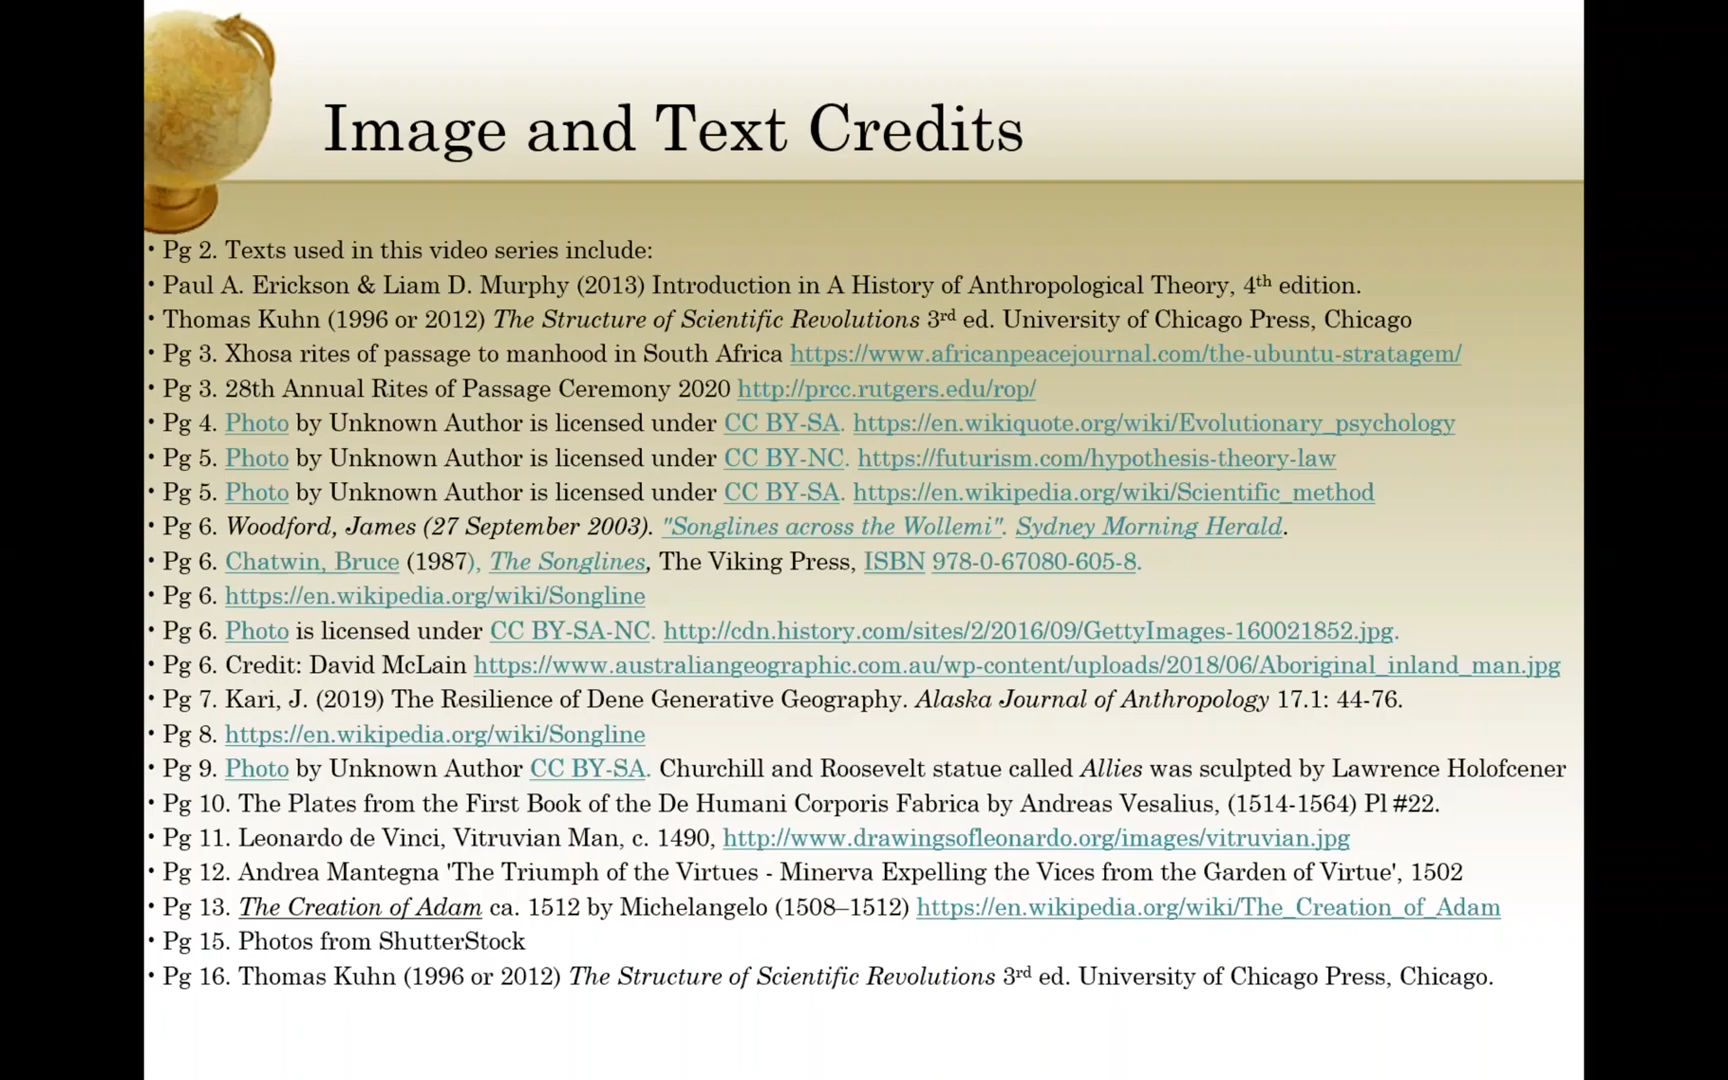 Image and Text Credits
• Pg 2. Texts used in this video series include:
• Paul A. Erickson & Liam D. Murphy (2013) Introduction in A History of Anthropological Theory, 4th edition.
• Thomas Kuhn (1996 or 2012) The Structure of Scientific Revolutions 3rd ed. University of Chicago Press, Chicago
• Pg 3. Xhosa rites of passage to manhood in South Africa https://www.africanpeacejournal.com/the-ubuntu-stratagem/
• Pg 3. 28th Annual Rites of Passage Ceremony 2020 http://prcc.rutgers.edu/rop/
• Pg 4. Photo by Unknown Author is licensed under CC BY-SA. https://en.wikiquote.org/wiki/Evolutionary_psychology
• Pg 5. Photo by Unknown Author is licensed under CC BY-NC. https://futurism.com/hypothesis-theory-law
• Pg 5. Photo by Unknown Author is licensed under CC BY-SA. https://en.wikipedia.org/wiki/Scientific_method
• Pg 6. Woodford, James (27 September 2003). "Songlines across the Wollemi". Sydney Morning Herald.
• Pg 6. Chatwin, Bruce (1987), The Songlines, The Viking Press, ISBN 978-0-67080-605-8.
• Pg 6. https://en.wikipedia.org/wiki/Songline
• Pg 6. Photo is licensed under CC BY-SA-NC. http://cdn.history.com/sites/2/2016/09/GettyImages-160021852.jpg.
• Pg 6. Credit: David McLain https://www.australiangeographic.com.au/wp-content/uploads/2018/06/Aboriginal_inland_man.jpg
• Pg 7. Kari, J. (2019) The Resilience of Dene Generative Geography. Alaska Journal of Anthropology 17.1: 44-76.
• Pg 8. https://en.wikipedia.org/wiki/Songline
• Pg 9. Photo by Unknown Author CC BY-SA. Churchill and Roosevelt statue called Allies was sculpted by Lawrence Holofcener
• Pg 10. The Plates from the First Book of the De Humani Corporis Fabrica by Andreas Vesalius, (1514-1564) Pl #22.
• Pg 11. Leonardo de Vinci, Vitruvian Man, c. 1490, http://www.drawingsofleonardo.org/images/vitruvian.jpg
• Pg 12. Andrea Mantegna 'The Triumph of the Virtues - Minerva Expelling the Vices from the Garden of Virtue', 1502
• Pg 13. The Creation of Adam ca. 1512 by Michelangelo (1508–1512) https://en.wikipedia.org/wiki/The_Creation_of_Adam
• Pg 15. Photos from ShutterStock
• Pg 16. Thomas Kuhn (1996 or 2012) The Structure of Scientific Revolutions 3rd ed. University of Chicago Press, Chicago.